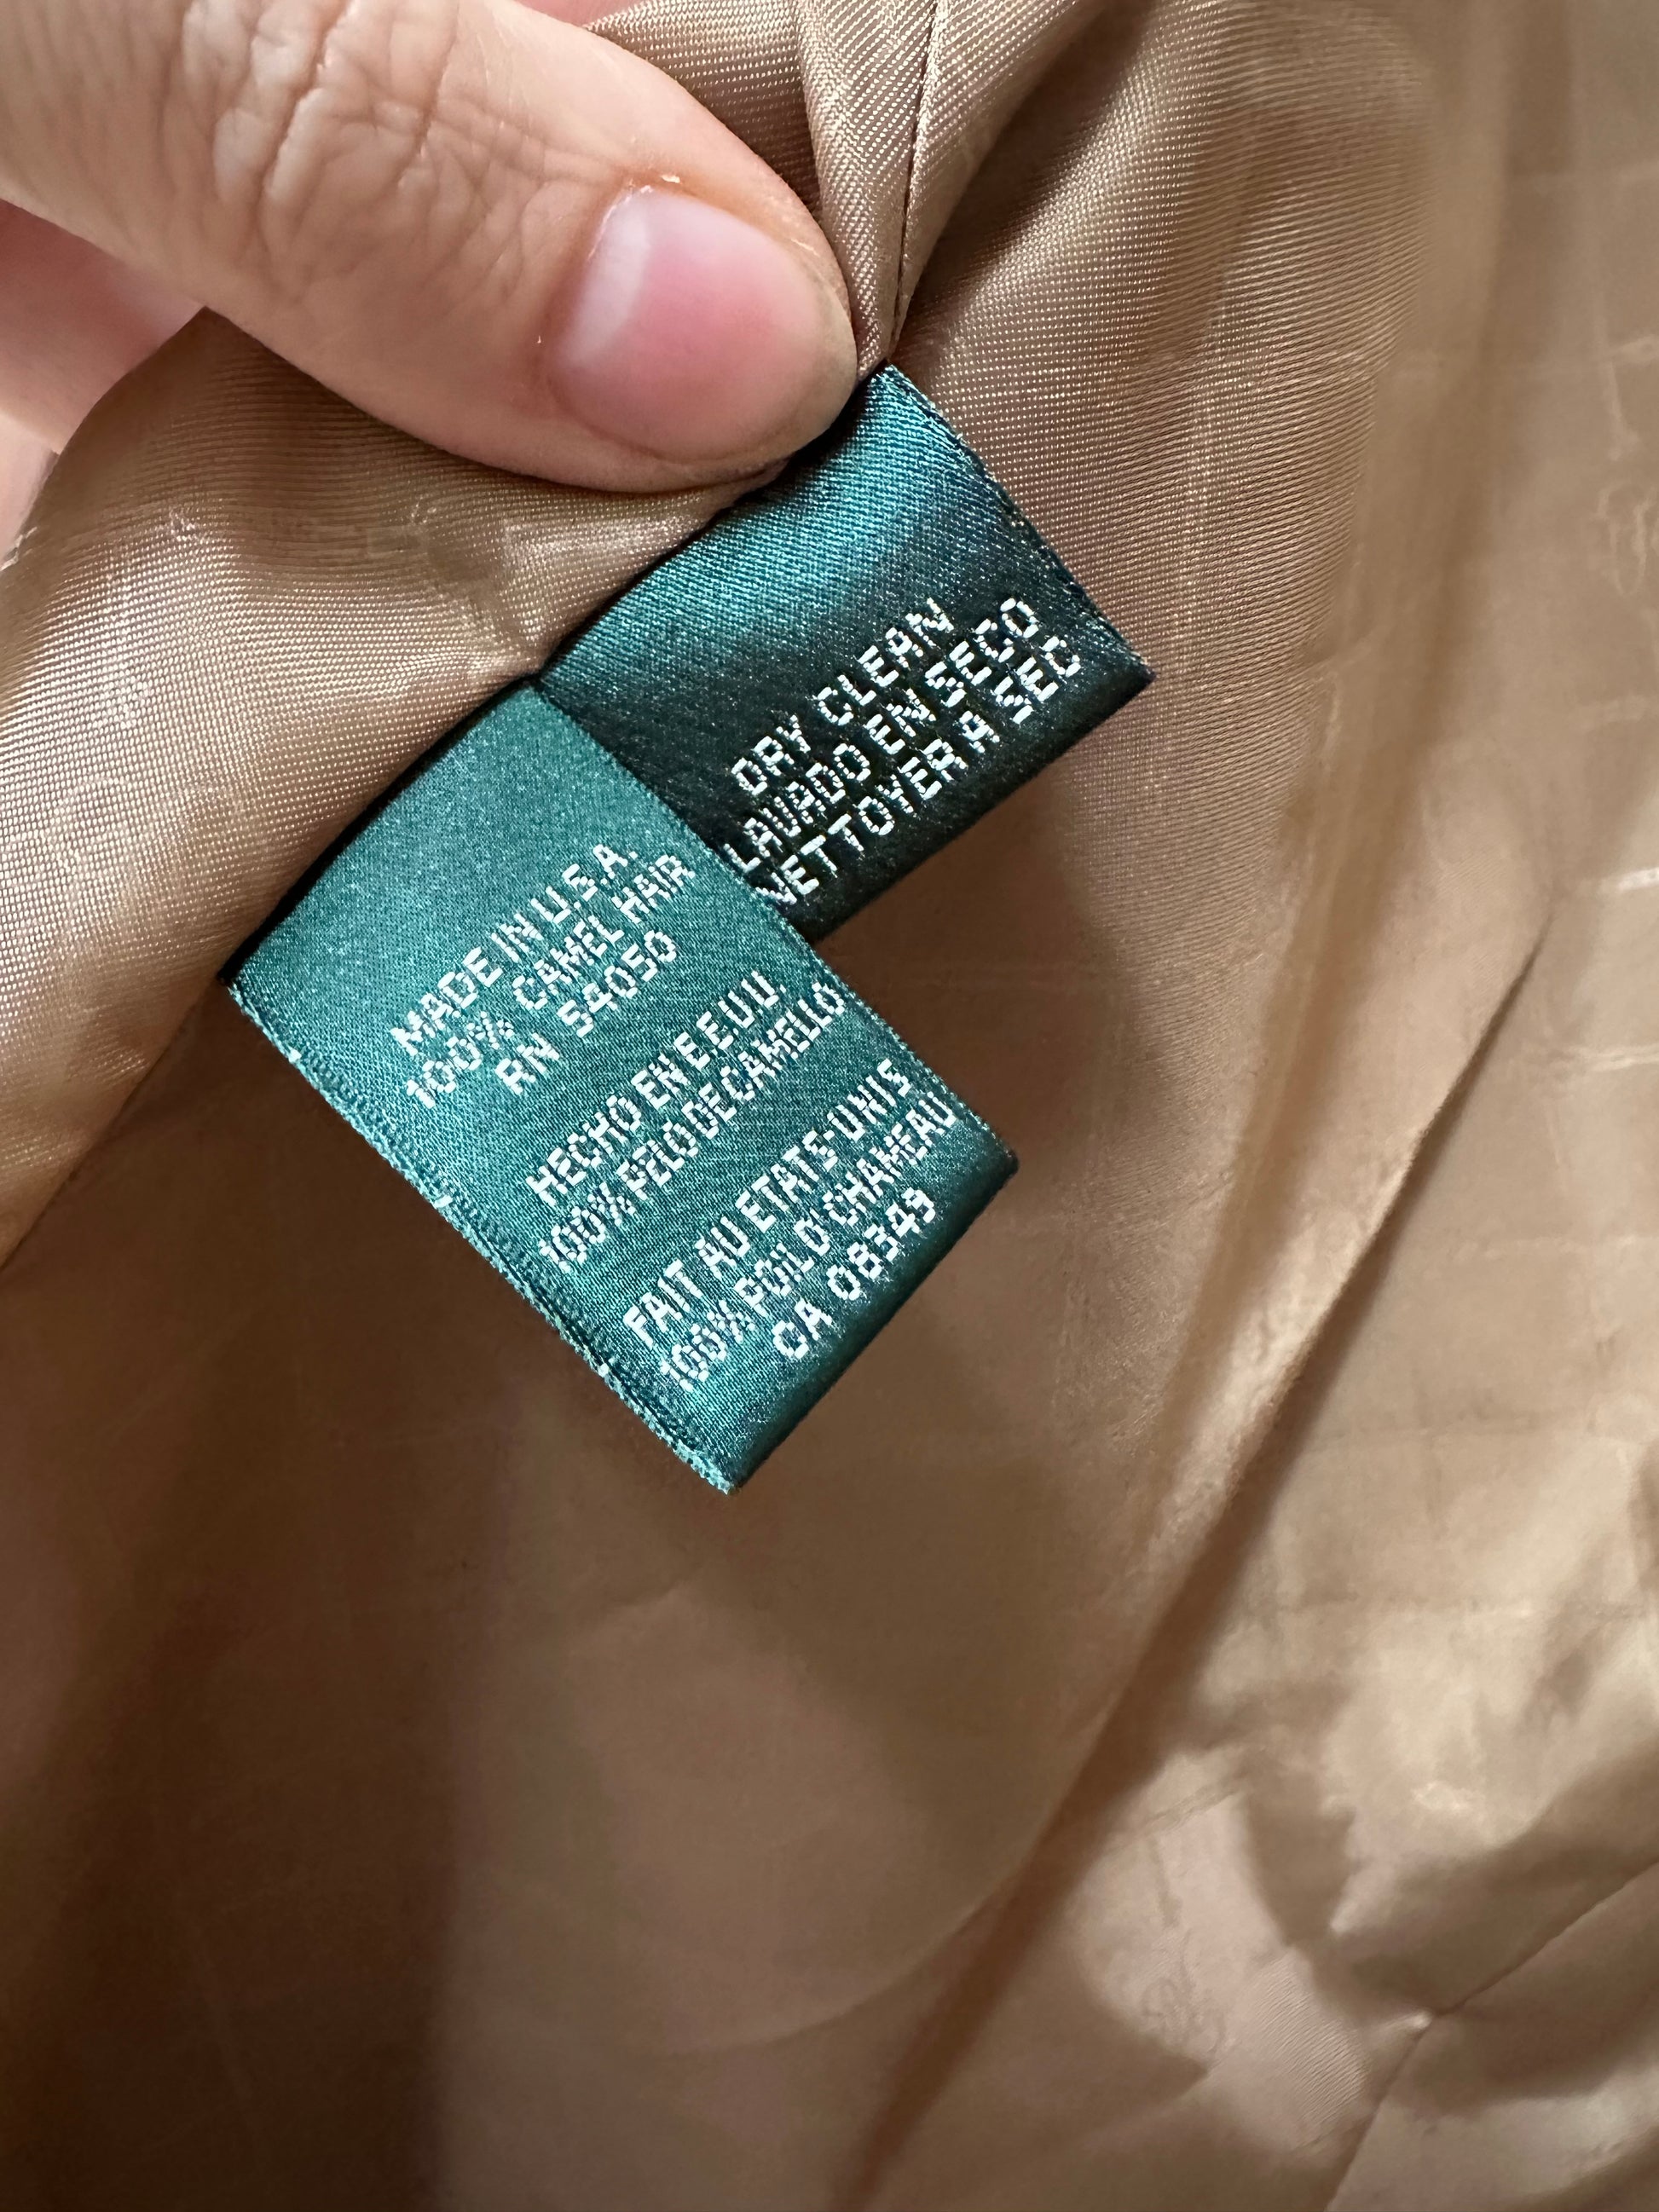 DRY CLEAN
LAVADO EN SECO
NETTOYER A SEC
MADE IN U.S.A.
100% CAMEL HAIR
RN 54050
HECHO EN E.E.U.U.
100% PELO DE CAMELLO
FAIT AU ETATS-UNIS
100% POIL D'CHAMEAU
CA 08349